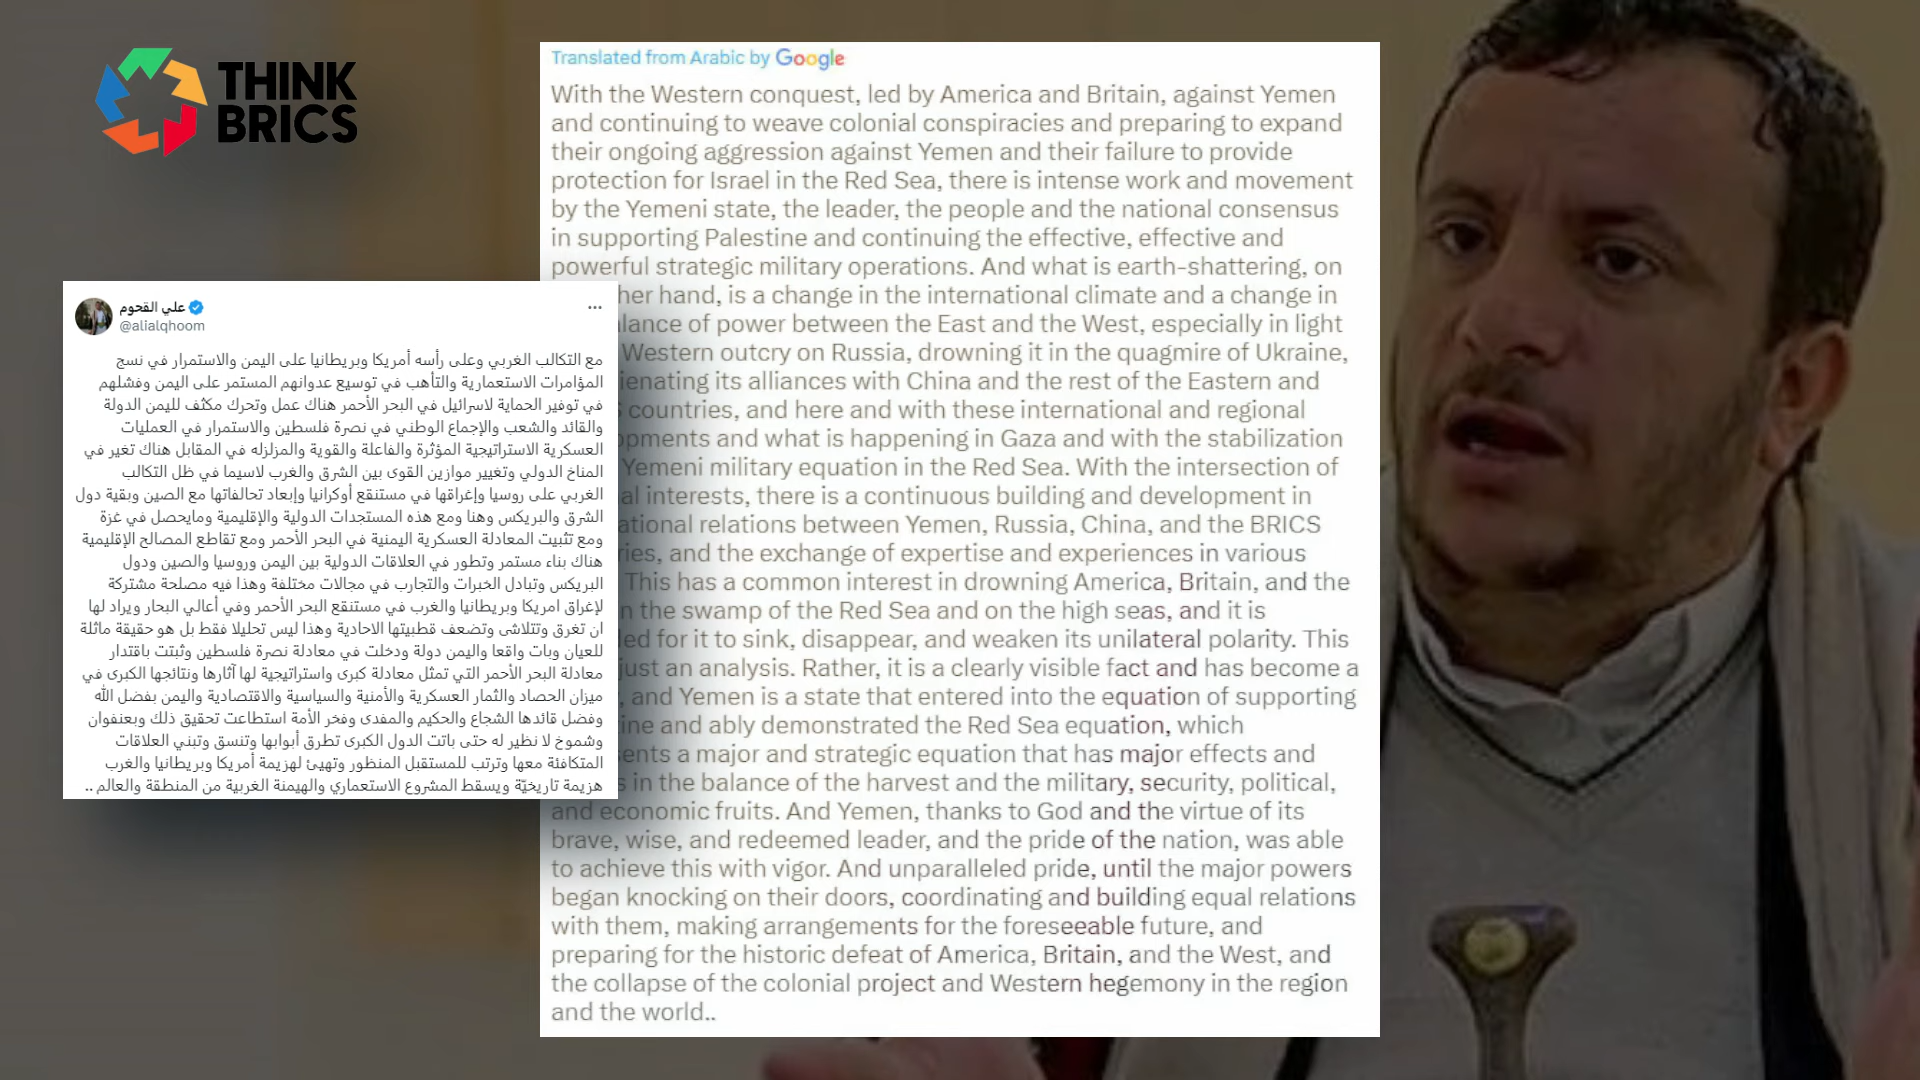 THINK
BRICS
Translated from Arabic by Google
With the Western conquest, led by America and Britain, against Yemen
and continuing to weave colonial conspiracies and preparing to expand
their ongoing aggression against Yemen and their failure to provide
protection for Israel in the Red Sea, there is intense work and movement
by the Yemeni state, the leader, the people and the national consensus
in supporting Palestine and continuing the effective, effective and
powerful strategic military operations. And what is earth-shattering, on
her hand, is a change in the international climate and a change in
lance of power between the East and the West, especially in light
Western outcry on Russia, drowning it in the quagmire of Ukraine,
ienating its alliances with China and the rest of the Eastern and
countries, and here and with these international and regional
opments and what is happening in Gaza and with the stabilization
Yemeni military equation in the Red Sea. With the intersection of
al interests, there is a continuous building and development in
ational relations between Yemen, Russia, China, and the BRICS
ries, and the exchange of expertise and experiences in various
This has a common interest in drowning America, Britain, and the
n the swamp of the Red Sea and on the high seas, and it is
led for it to sink, disappear, and weaken its unilateral polarity. This
just an analysis. Rather, it is a clearly visible fact and has become a
, and Yemen is a state that entered into the equation of supporting
ine and ably demonstrated the Red Sea equation, which
sents a major and strategic equation that has major effects and
s in the balance of the harvest and the military, security, political,
and economic fruits. And Yemen, thanks to God and the virtue of its
brave, wise, and redeemed leader, and the pride of the nation, was able
to achieve this with vigor. And unparalleled pride, until the major powers
began knocking on their doors, coordinating and building equal relations
with them, making arrangements for the foreseeable future, and
preparing for the historic defeat of America, Britain, and the West, and
the collapse of the colonial project and Western hegemony in the region
and the world..
علي القحوم
@alialqhoom
مع التكالب الغربي وعلى رأسه أمريكا وبريطانيا على اليمن والاستمرار في نسج
المؤامرات الاستعمارية والتأهب في توسيع عدوانهم المستمر على اليمن وفشلهم
في توفير الحماية لاسرائيل في البحر الأحمر هناك عمل وتحرك مكثف لليمن الدولة
والقائد والشعب والإجماع الوطني في نصرة فلسطين والاستمرار في العمليات
العسكرية الاستراتيجية المؤثرة والفاعلة والقوية والمزلزله في المقابل هناك تغير في
المناخ الدولي وتغيير موازين القوى بين الشرق والغرب لاسيما في ظل التكالب
الغربي على روسيا وإغراقها في مستنقع أوكرانيا وإبعاد تحالفاتها مع الصين وبقية دول
الشرق والبريكس وهنا ومع هذه المستجدات الدولية والإقليمية ومايحصل في غزة
ومع تثبيت المعادلة العسكرية اليمنية في البحر الأحمر ومع تقاطع المصالح الإقليمية
هناك بناء مستمر وتطور في العلاقات الدولية بين اليمن وروسيا والصين ودول
البريكس وتبادل الخبرات والتجارب في مجالات مختلفة وهذا فيه مصلحة مشتركة
لإغراق امريكا وبريطانيا والغرب في مستنقع البحر الأحمر وفي أعالي البحار ويراد لها
ان تغرق وتتلاشى وتضعف قطبيتها الاحادية وهذا ليس تحليلا فقط بل هو حقيقة ماثلة
للعيان وبات واقعا واليمن دولة ودخلت في معادلة نصرة فلسطين وثبتت باقتدار
معادلة البحر الأحمر التي تمثل معادلة كبرى واستراتيجية لها آثارها ونتائجها الكبرى في
ميزان الحصاد والثمار العسكرية والأمنية والسياسية والاقتصادية واليمن بفضل الله
وفضل قائدها الشجاع والحكيم والمفدى وفخر الأمة استطاعت تحقيق ذلك وبعنفوان
وشموخ لا نظير له حتى باتت الدول الكبرى تطرق أبوابها وتنسق وتبني العلاقات
المتكافئة معها وترتب للمستقبل المنظور وتهيئ لهزيمة أمريكا وبريطانيا والغرب
هزيمة تاريخيّة ويسقط المشروع الاستعماري والهيمنة الغربية من المنطقة والعالم ..